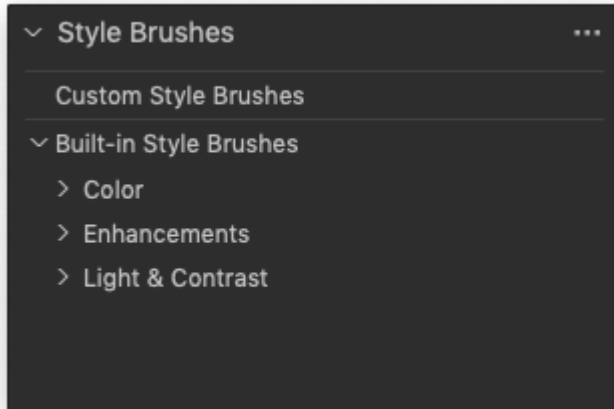 Style Brushes
Custom Style Brushes
Built-in Style Brushes
Color
Enhancements
Light & Contrast